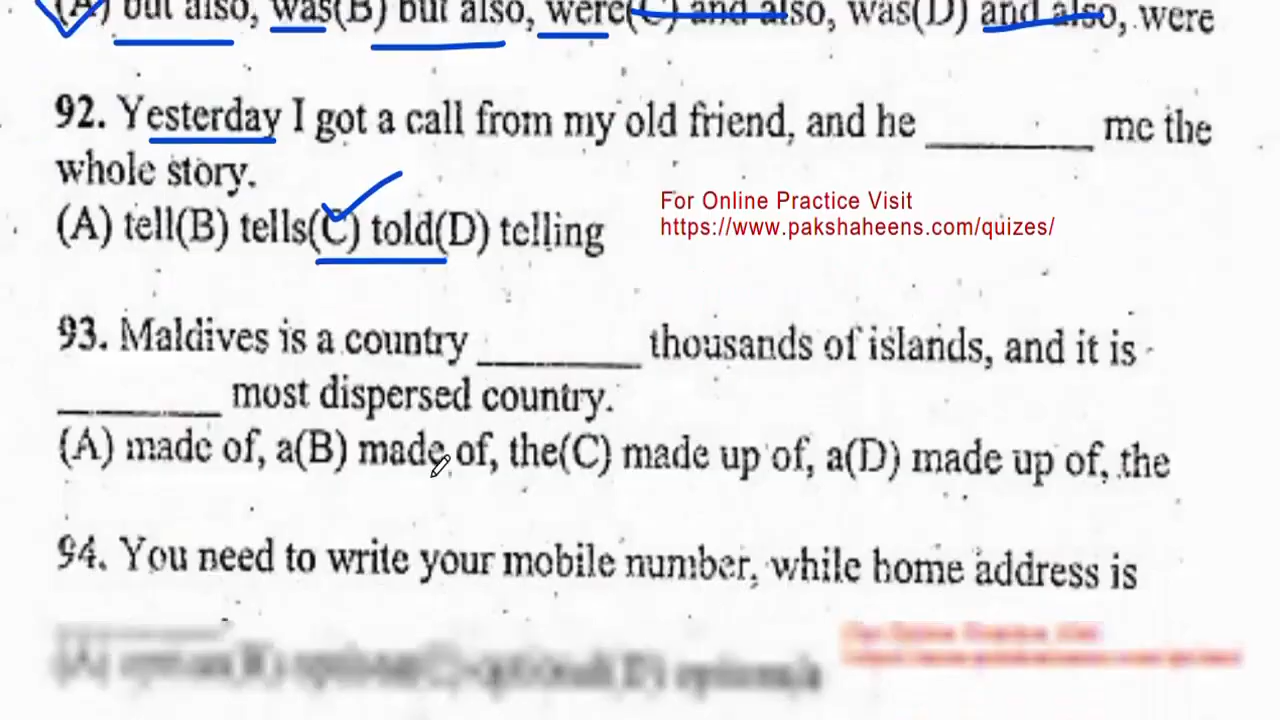 (A) but also, was(B) but also, were(C) and also, was(D) and also, were
92. Yesterday I got a call from my old friend, and he ________ me the
whole story.
(A) tell(B) tells(C) told(D) telling
For Online Practice Visit
https://www.pakshaheens.com/quizes/
93. Maldives is a country ________ thousands of islands, and it is
________ most dispersed country.
(A) made of, a(B) made of, the(C) made up of, a(D) made up of, the
94. You need to write your mobile number, while home address is